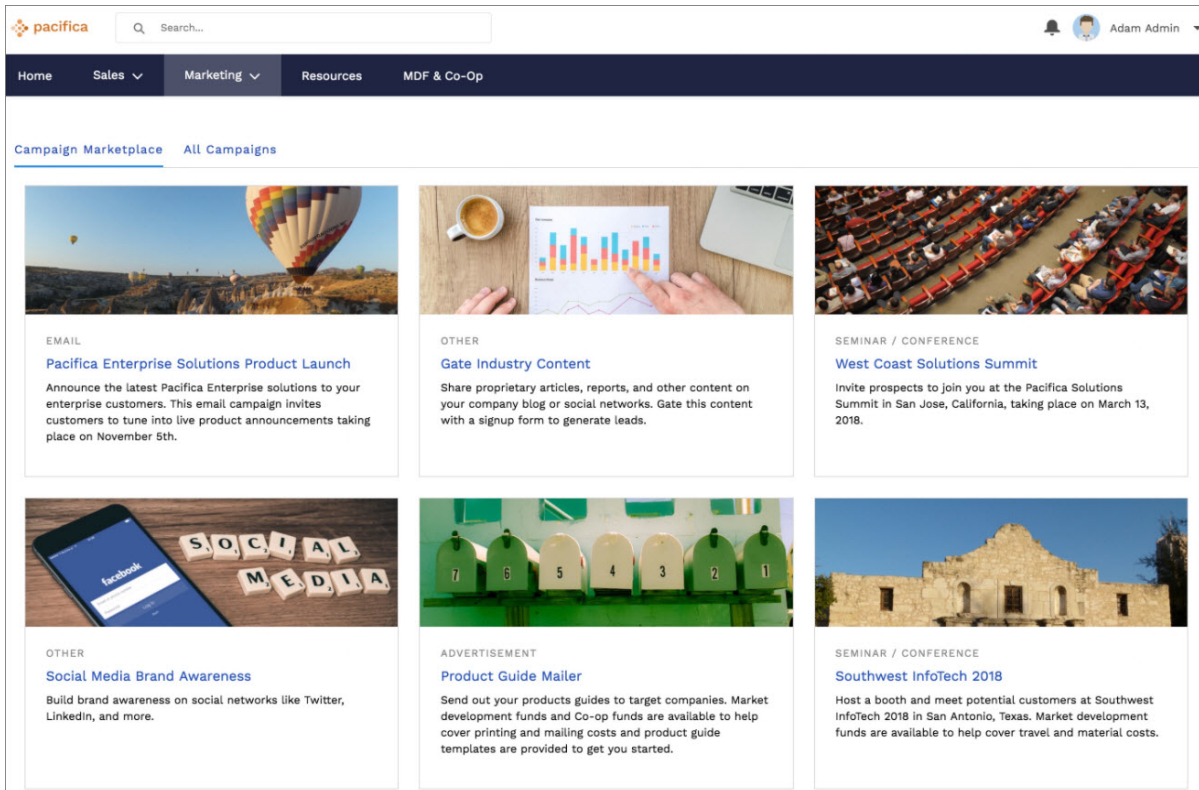 pacifica
Search...
Adam Admin
Home
Sales
Marketing
Resources
MDF & Co-Op
Campaign Marketplace
All Campaigns
EMAIL
Pacifica Enterprise Solutions Product Launch
Announce the latest Pacifica Enterprise solutions to your
enterprise customers. This email campaign invites
customers to tune into live product announcements taking
place on November 5th.
OTHER
Gate Industry Content
Share proprietary articles, reports, and other content on
your company blog or social networks. Gate this content
with a signup form to generate leads.
SEMINAR / CONFERENCE
West Coast Solutions Summit
Invite prospects to join you at the Pacifica Solutions
Summit in San Jose, California, taking place on March 13,
2018.
SOCIAL
MEDIA
facebook
OTHER
Social Media Brand Awareness
Build brand awareness on social networks like Twitter,
LinkedIn, and more.
7 6 5 4 3 2 1
ADVERTISEMENT
Product Guide Mailer
Send out your products guides to target companies. Market
development funds and Co-op funds are available to help
cover printing and mailing costs and product guide
templates are provided to get you started.
SEMINAR / CONFERENCE
Southwest InfoTech 2018
Host a booth and meet potential customers at Southwest
InfoTech 2018 in San Antonio, Texas. Market development
funds are available to help cover travel and material costs.